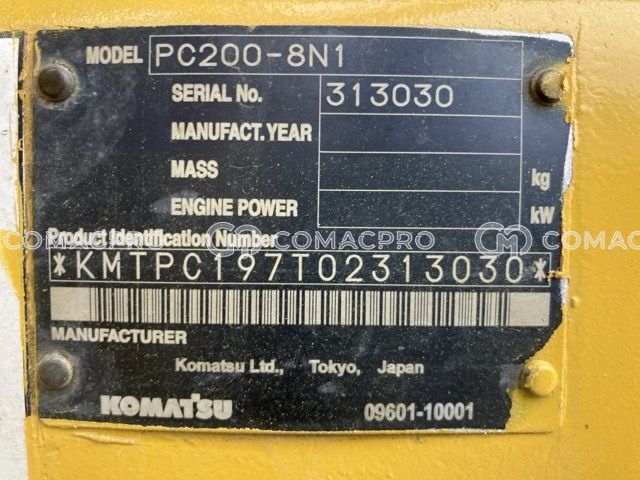 MODEL PC200-8N1
SERIAL No. 313030
MANUFACT. YEAR
MASS kg
ENGINE POWER kW
Product Identification Number
COMACPRO COMACPRO COMACPRO
*KMTPC197T02313030*
MANUFACTURER
Komatsu Ltd., Tokyo, Japan
KOMATSU 09601-10001